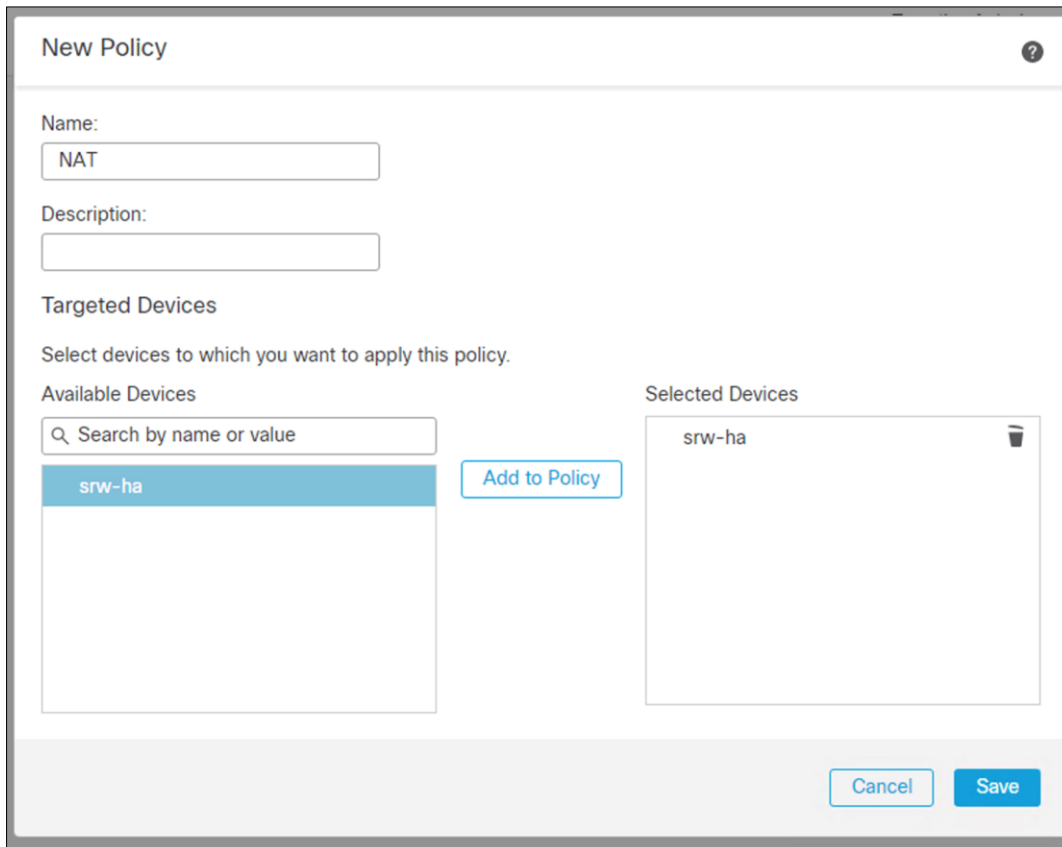 New Policy
?
Name:
NAT
Description:
Targeted Devices
Select devices to which you want to apply this policy.
Available Devices
Selected Devices
Search by name or value
srw-ha
srw-ha
Add to Policy
Cancel
Save